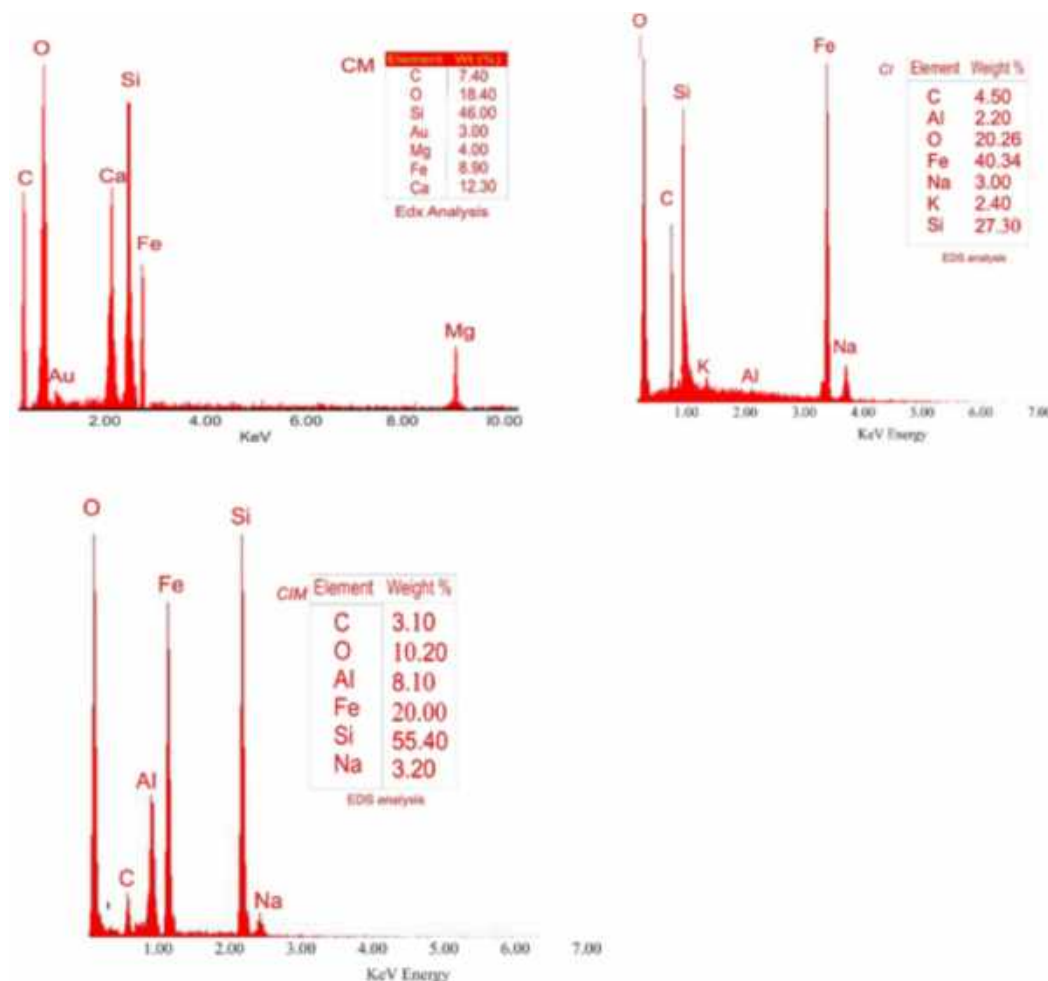 CM
Element Wt (%)
C 7.40
O 18.40
Si 46.00
Au 3.00
Mg 4.00
Fe 8.90
Ca 12.30
Edx Analysis
O
Si
C
Ca
Fe
Au
Mg
2.00 4.00 6.00 8.00 10.00
KeV
CI
Element Weight %
C 4.50
Al 2.20
O 20.26
Fe 40.34
Na 3.00
K 2.40
Si 27.30
EDS analysis
O
Fe
Si
C
K
Al
Na
1.00 2.00 3.00 4.00 5.00 6.00 7.00
KeV Energy
CIM
Element Weight %
C 3.10
O 10.20
Al 8.10
Fe 20.00
Si 55.40
Na 3.20
EDS analysis
O
Si
Fe
Al
C
Na
1.00 2.00 3.00 4.00 5.00 6.00 7.00
KeV Energy